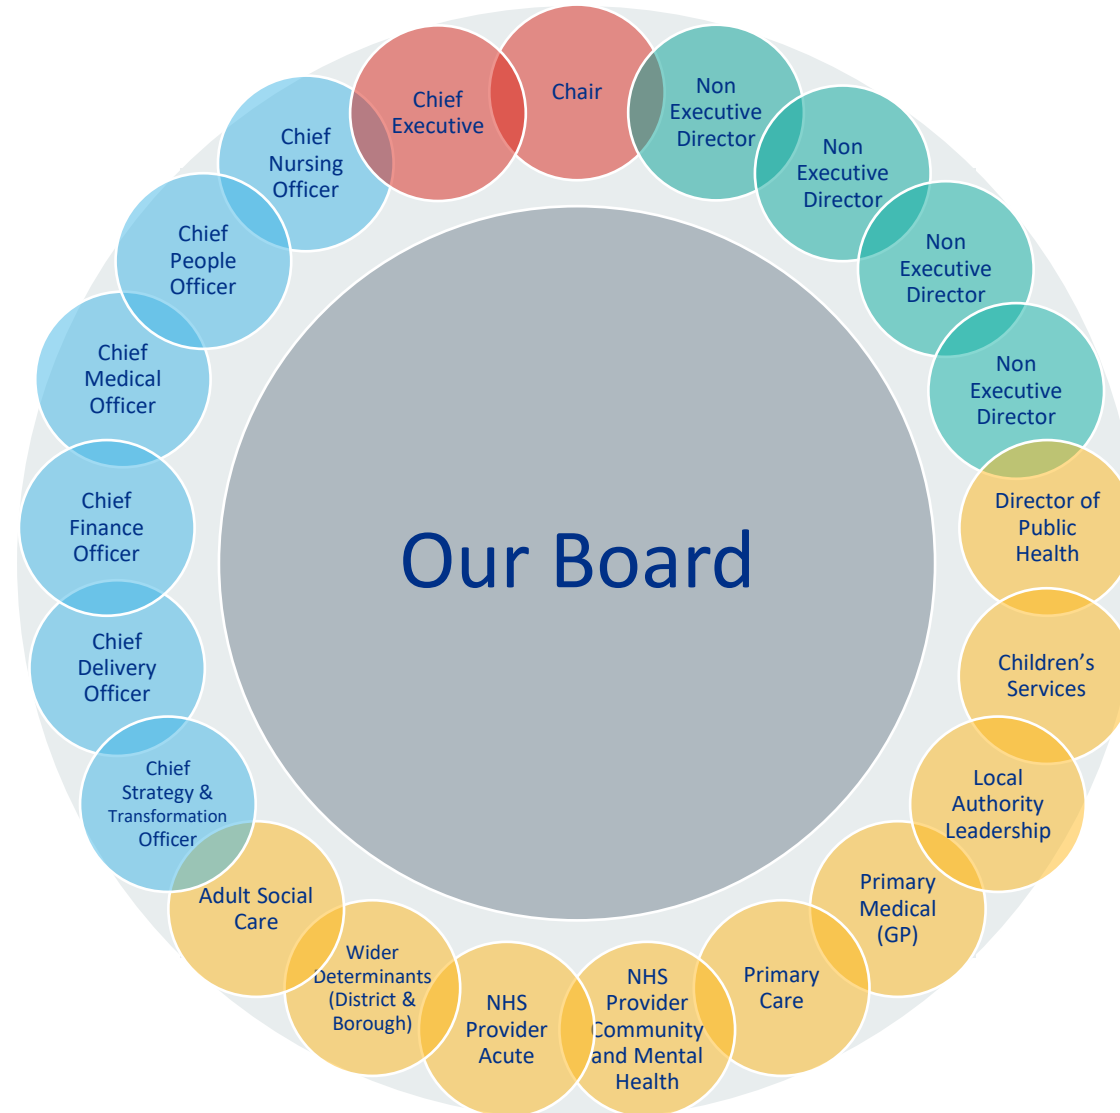 Chair
Non
Executive
Director
Non
Executive
Director
Non
Executive
Director
Non
Executive
Director
Director of
Public
Health
Children’s
Services
Local
Authority
Leadership
Primary
Medical
(GP)
Primary
Care
NHS
Provider
Community
and Mental
Health
NHS
Provider
Acute
Wider
Determinants
(District &
Borough)
Adult Social
Care
Chief
Strategy &
Transformation
Officer
Chief
Delivery
Officer
Chief
Finance
Officer
Chief
Medical
Officer
Chief
People
Officer
Chief
Nursing
Officer
Chief
Executive
Our Board